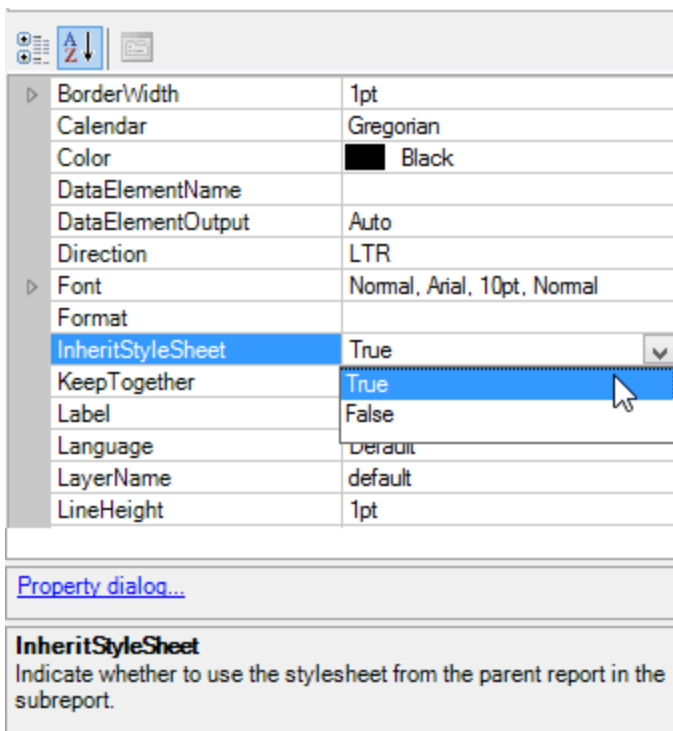 BorderWidth 1pt
Calendar Gregorian
Color Black
DataElementName
DataElementOutput Auto
Direction LTR
Font Normal, Arial, 10pt, Normal
Format
InheritStyleSheet True
KeepTogether True
Label False
Language Default
LayerName default
LineHeight 1pt
Property dialog...
InheritStyleSheet
Indicate whether to use the stylesheet from the parent report in the
subreport.